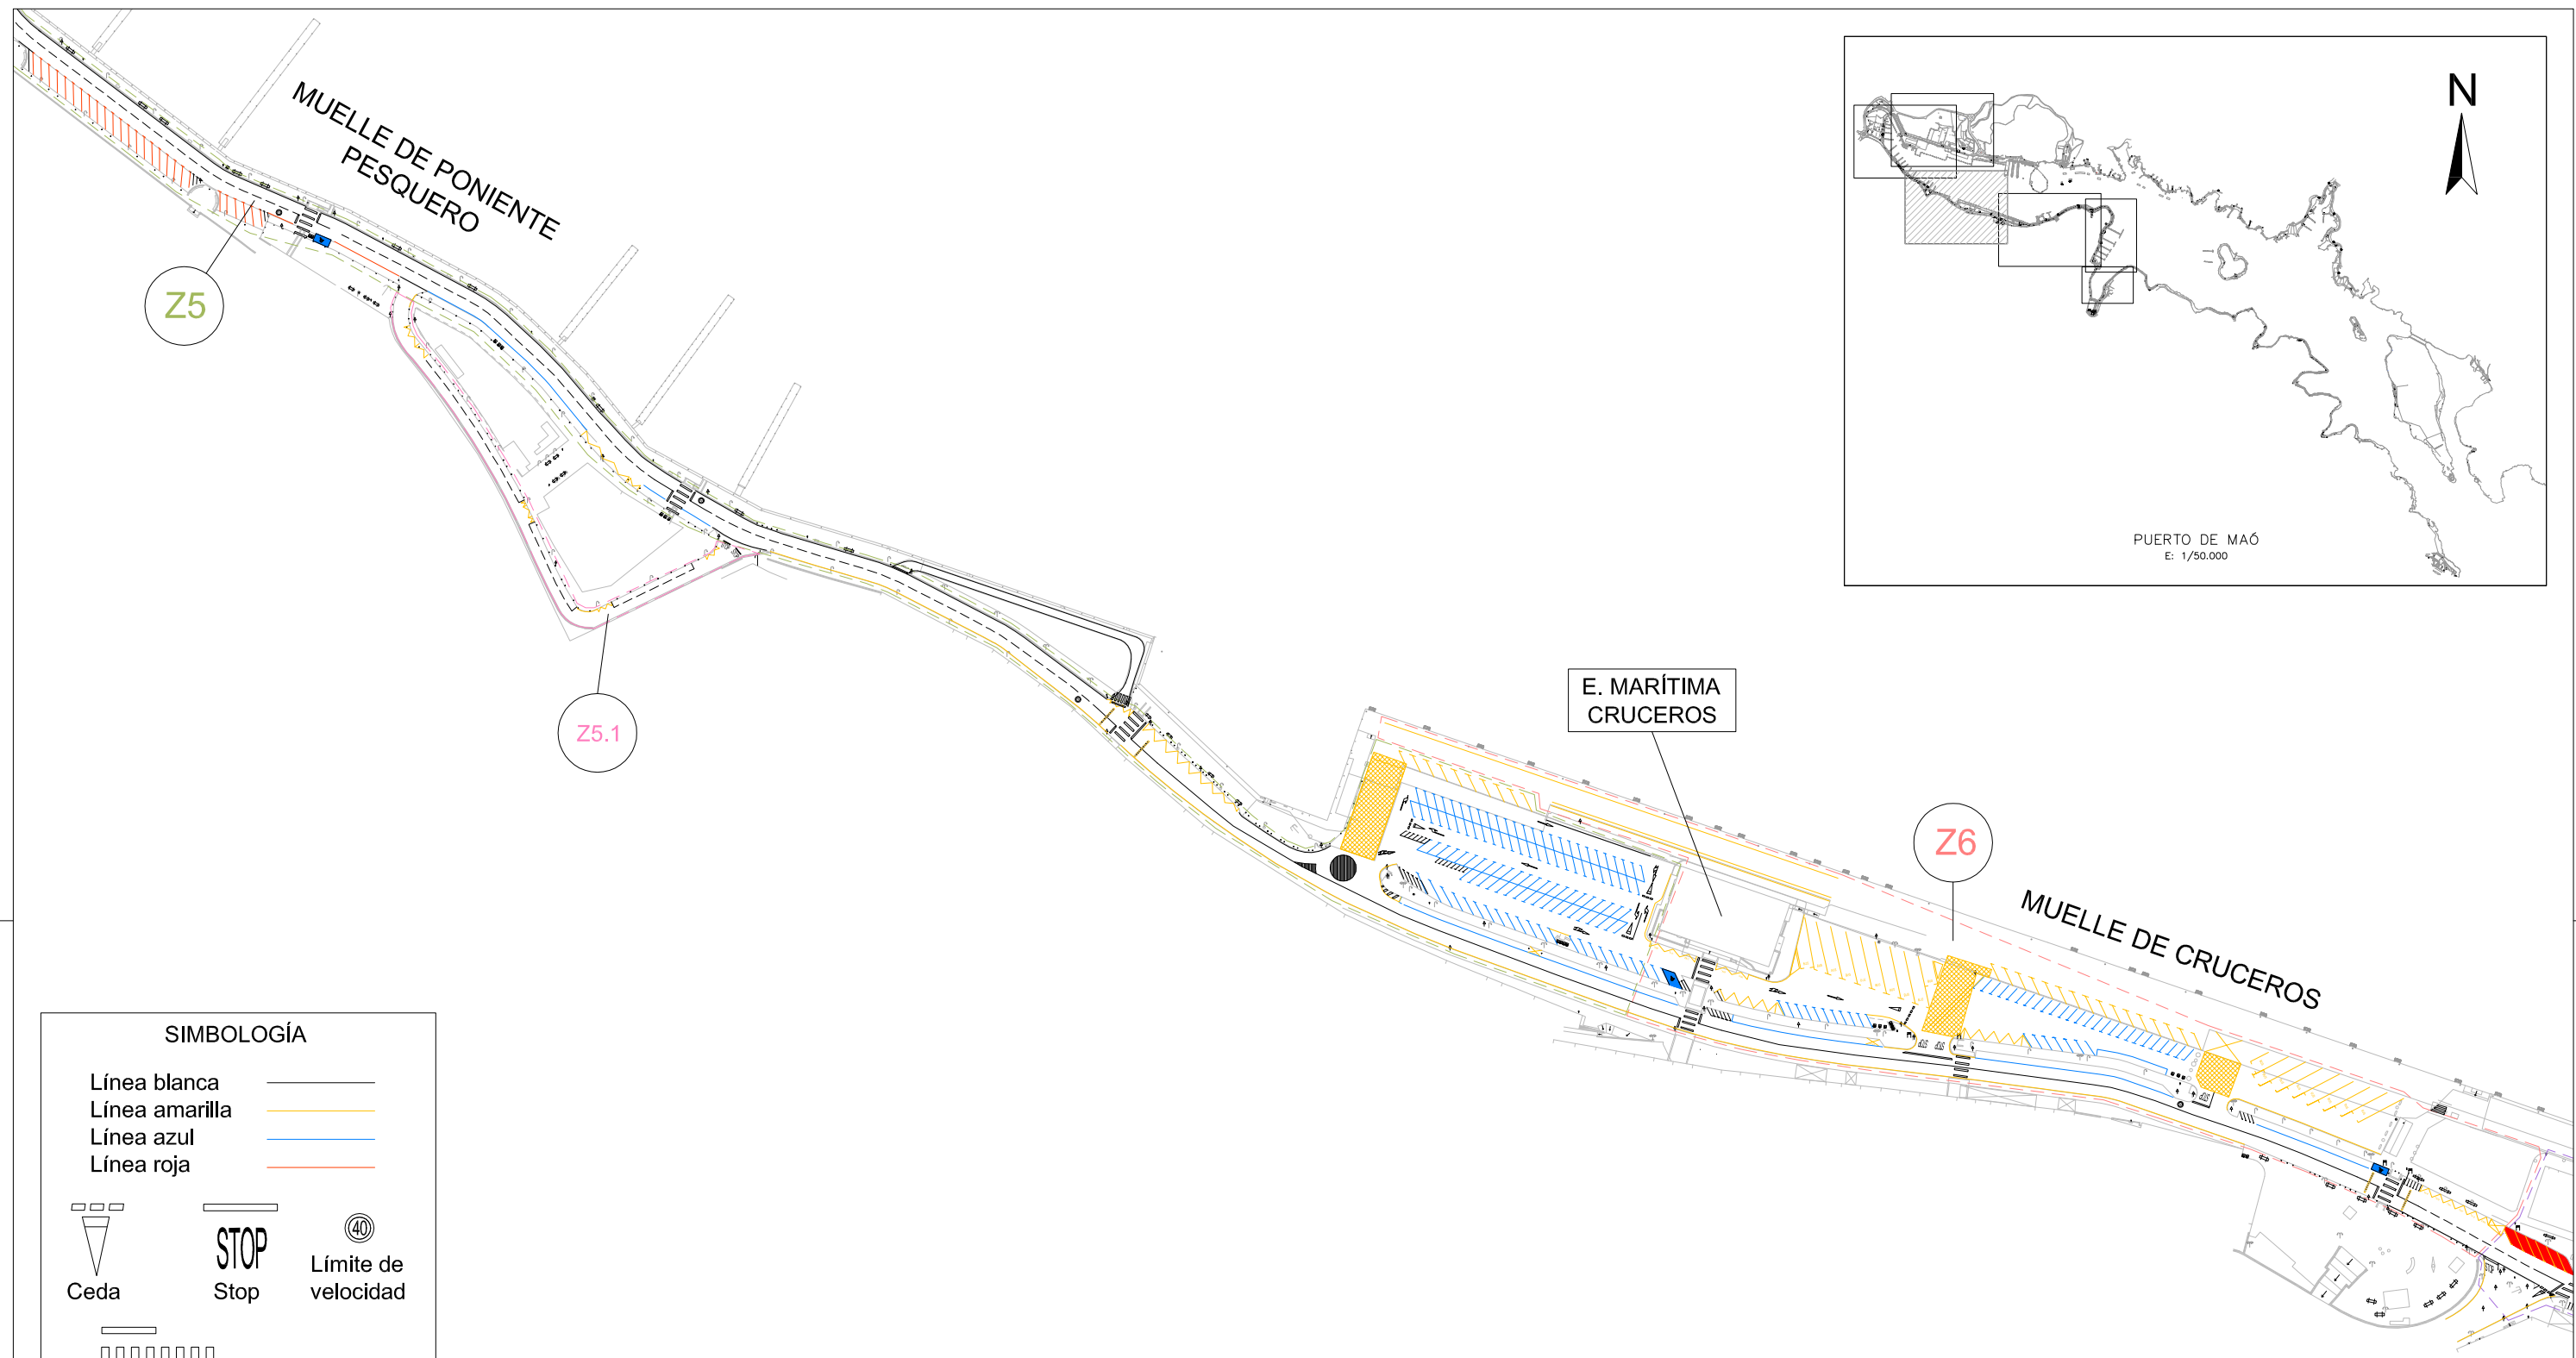 MUELLE DE PONIENTE
PESQUERO
N
PUERTO DE MAÓ
E: 1/50.000
Z5
Z5.1
E. MARÍTIMA
CRUCEROS
Z6
MUELLE DE CRUCEROS
SIMBOLOGÍA
Línea blanca
Línea amarilla
Línea azul
Línea roja
STOP
40
Ceda
Stop
Límite de
velocidad